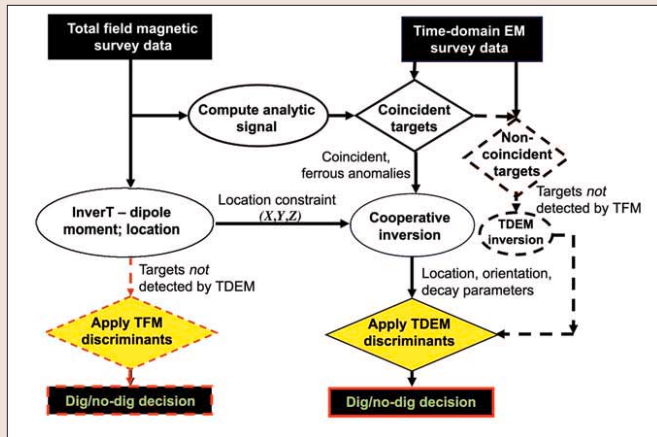 Total field magnetic
survey data
Time-domain EM
survey data
Compute analytic
signal
Coincident
targets
Non-
coincident
targets
Coincident,
ferrous anomalies
Targets not
detected by TFM
InverT – dipole
moment; location
Location constraint
(X,Y,Z)
Cooperative
inversion
TDEM
inversion
Targets not
detected by TDEM
Location, orientation,
decay parameters
Apply TFM
discriminants
Apply TDEM
discriminants
Dig/no-dig decision
Dig/no-dig decision